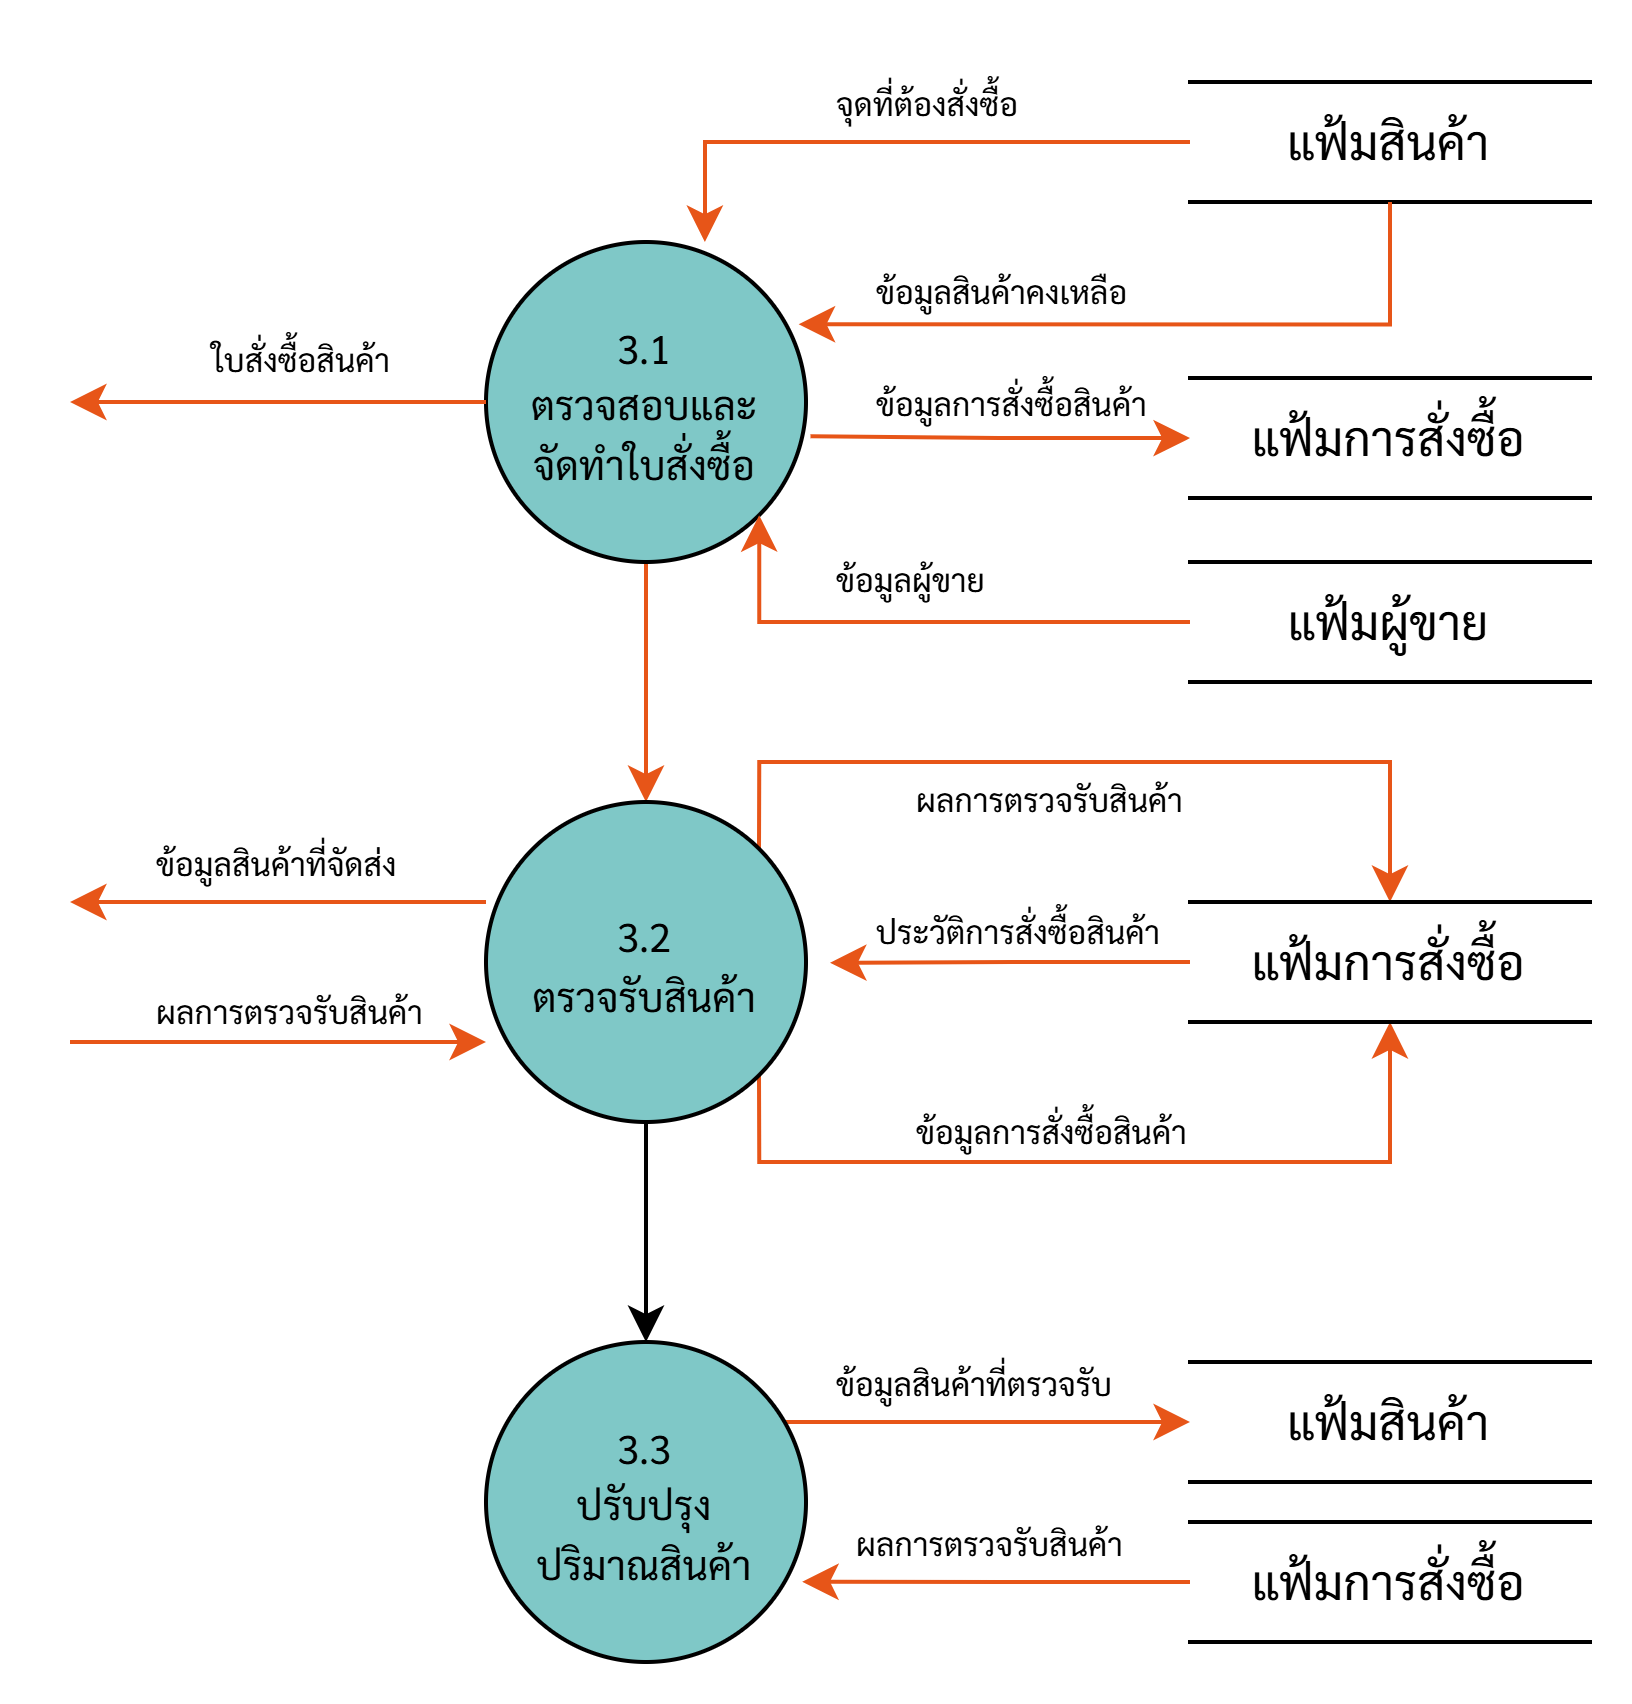 จุดที่ต้องสั่งซื้อ
แฟ้มสินค้า
ข้อมูลสินค้าคงเหลือ
3.1
ตรวจสอบและ
จัดทำใบสั่งซื้อ
ใบสั่งซื้อสินค้า
ข้อมูลการสั่งซื้อสินค้า
แฟ้มการสั่งซื้อ
ข้อมูลผู้ขาย
แฟ้มผู้ขาย
ผลการตรวจรับสินค้า
ข้อมูลสินค้าที่จัดส่ง
3.2
ตรวจรับสินค้า
ประวัติการสั่งซื้อสินค้า
แฟ้มการสั่งซื้อ
ผลการตรวจรับสินค้า
ข้อมูลการสั่งซื้อสินค้า
ข้อมูลสินค้าที่ตรวจรับ
แฟ้มสินค้า
3.3
ปรับปรุง
ปริมาณสินค้า
ผลการตรวจรับสินค้า
แฟ้มการสั่งซื้อ